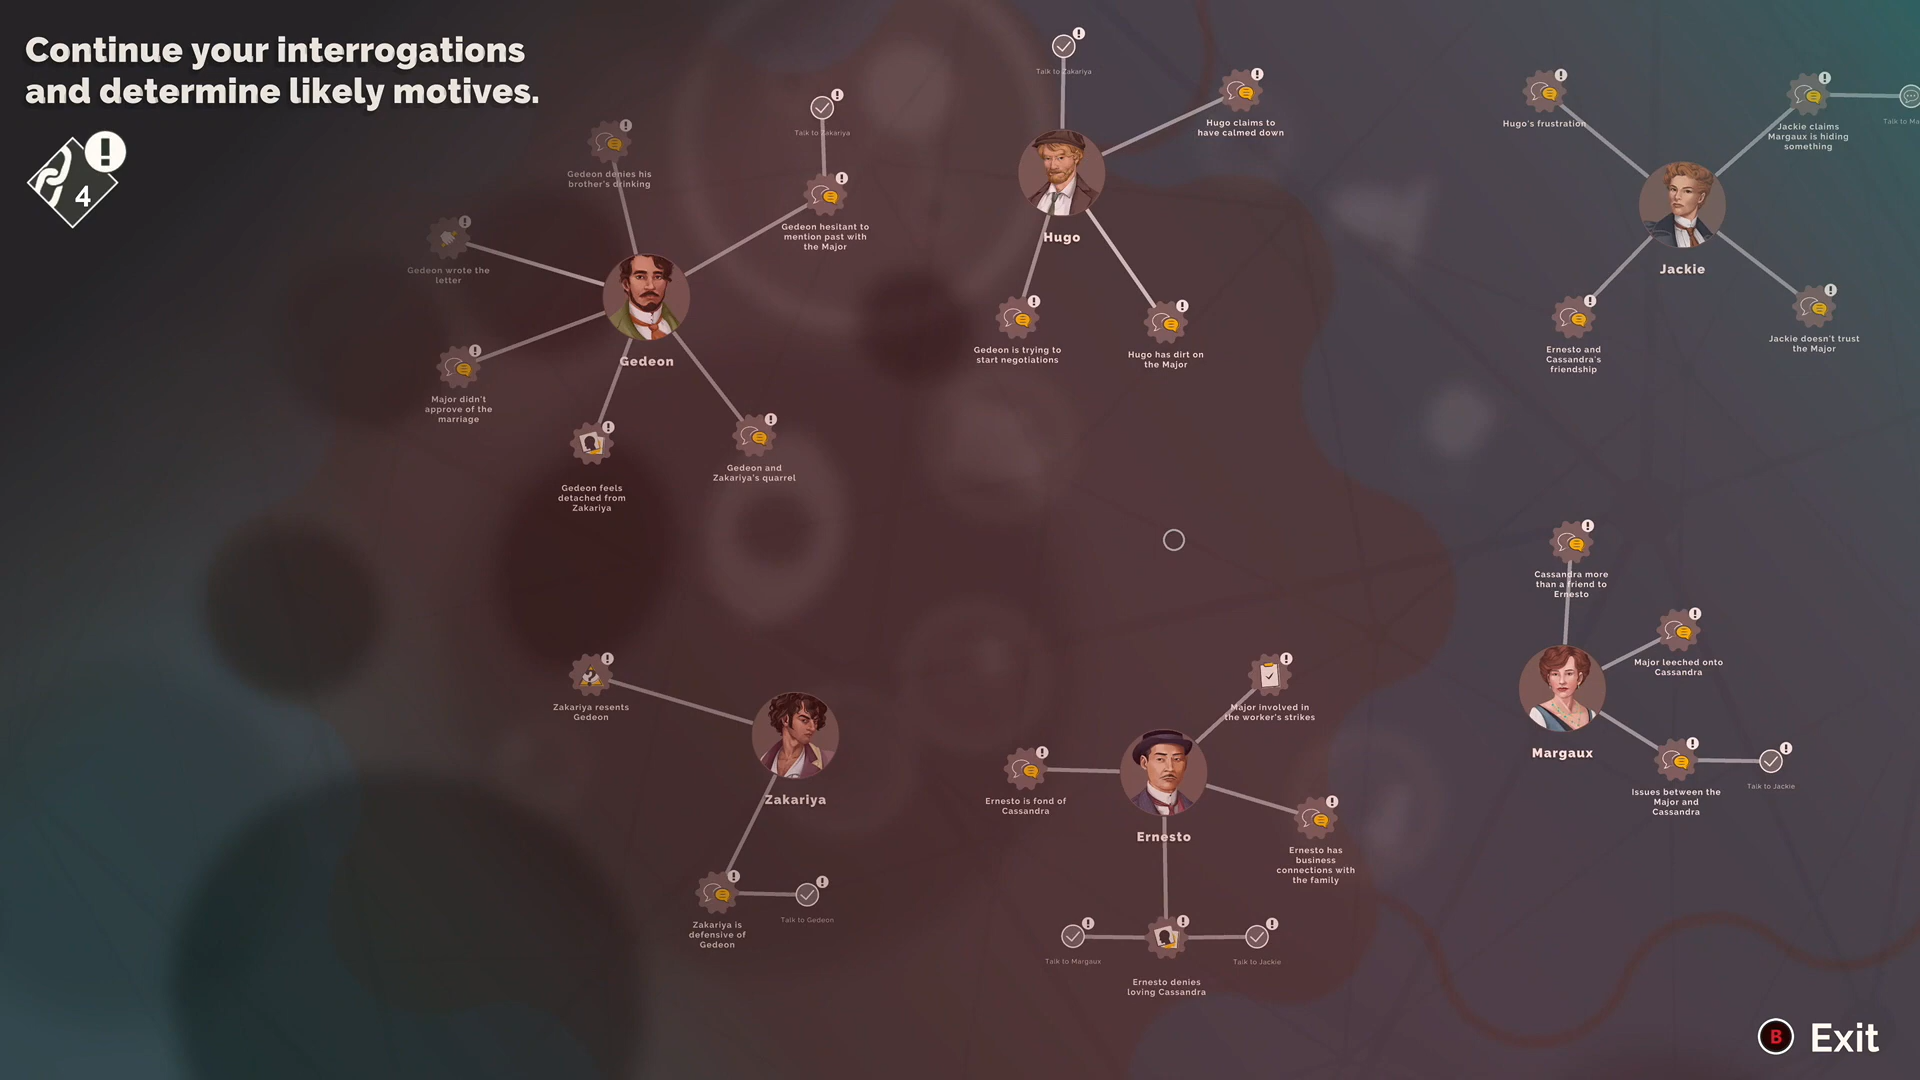 Continue your interrogations
and determine likely motives.
4
Talk to Zakariya
Hugo claims to
have calmed down
Hugo
Gedeon is trying to
start negotiations
Hugo has dirt on
the Major
Gedeon denies his
brother's drinking
Talk to Zakariya
Gedeon hesitant to
mention past with
the Major
Gedeon wrote the
letter
Gedeon
Major didn't
approve of the
marriage
Gedeon feels
detached from
Zakariya
Gedeon and
Zakariya's quarrel
Hugo's frustration
Jackie claims
Margaux is hiding
something
Talk to Ma
Jackie
Ernesto and
Cassandra's
friendship
Jackie doesn't trust
the Major
Cassandra more
than a friend to
Ernesto
Major leeched onto
Cassandra
Margaux
Issues between the
Major and
Cassandra
Talk to Jackie
Zakariya resents
Gedeon
Zakariya
Zakariya is
defensive of
Gedeon
Talk to Gedeon
Major involved in
the worker's strikes
Ernesto is fond of
Cassandra
Ernesto
Ernesto has
business
connections with
the family
Talk to Margaux
Ernesto denies
loving Cassandra
Talk to Jackie
B Exit